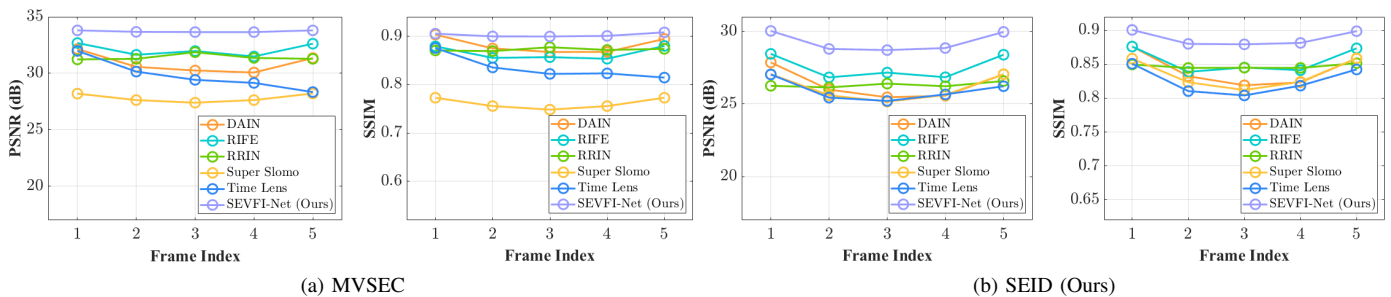 PSNR (dB)
35
30
25
20
1 2 3 4 5
Frame Index
DAIN
RIFE
RRIN
Super Slomo
Time Lens
SEVFI-Net (Ours)
SSIM
0.9
0.8
0.7
0.6
1 2 3 4 5
Frame Index
DAIN
RIFE
RRIN
Super Slomo
Time Lens
SEVFI-Net (Ours)
(a) MVSEC
PSNR (dB)
30
25
20
1 2 3 4 5
Frame Index
DAIN
RIFE
RRIN
Super Slomo
Time Lens
SEVFI-Net (Ours)
SSIM
0.9
0.85
0.8
0.75
0.7
0.65
1 2 3 4 5
Frame Index
DAIN
RIFE
RRIN
Super Slomo
Time Lens
SEVFI-Net (Ours)
(b) SEID (Ours)